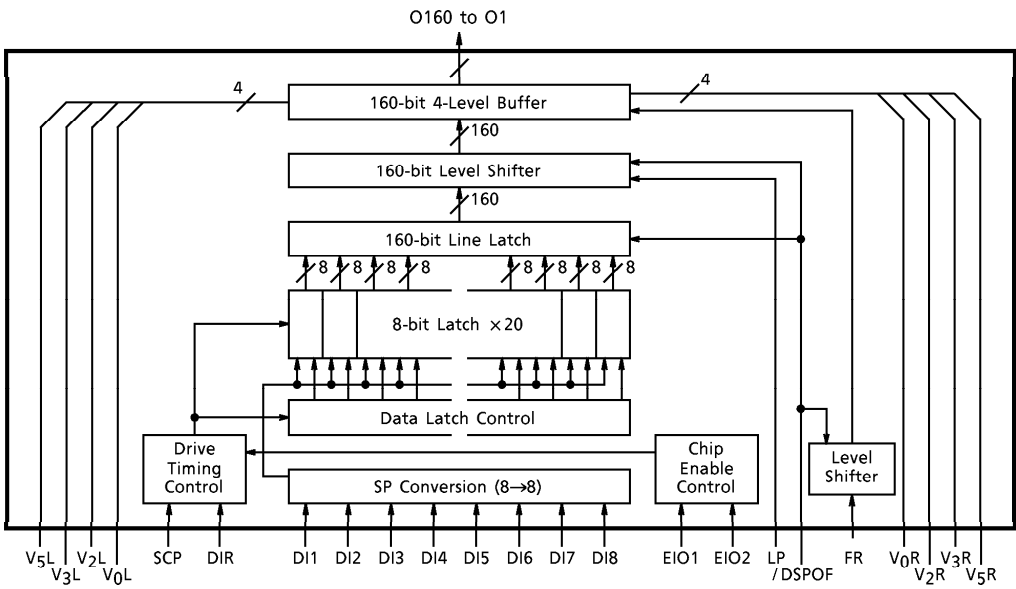 O160 to O1
4
4
160-bit 4-Level Buffer
160
160-bit Level Shifter
160
160-bit Line Latch
8 8 8 8 8 8 8 8
8-bit Latch ×20
Data Latch Control
Drive
Timing
Control
Chip
Enable
Control
Level
Shifter
SP Conversion (8→8)
V5L V3L V2L V0L SCP DIR DI1 DI2 DI3 DI4 DI5 DI6 DI7 DI8 EIO1 EIO2 LP /DSPOF FR V0R V2R V3R V5R